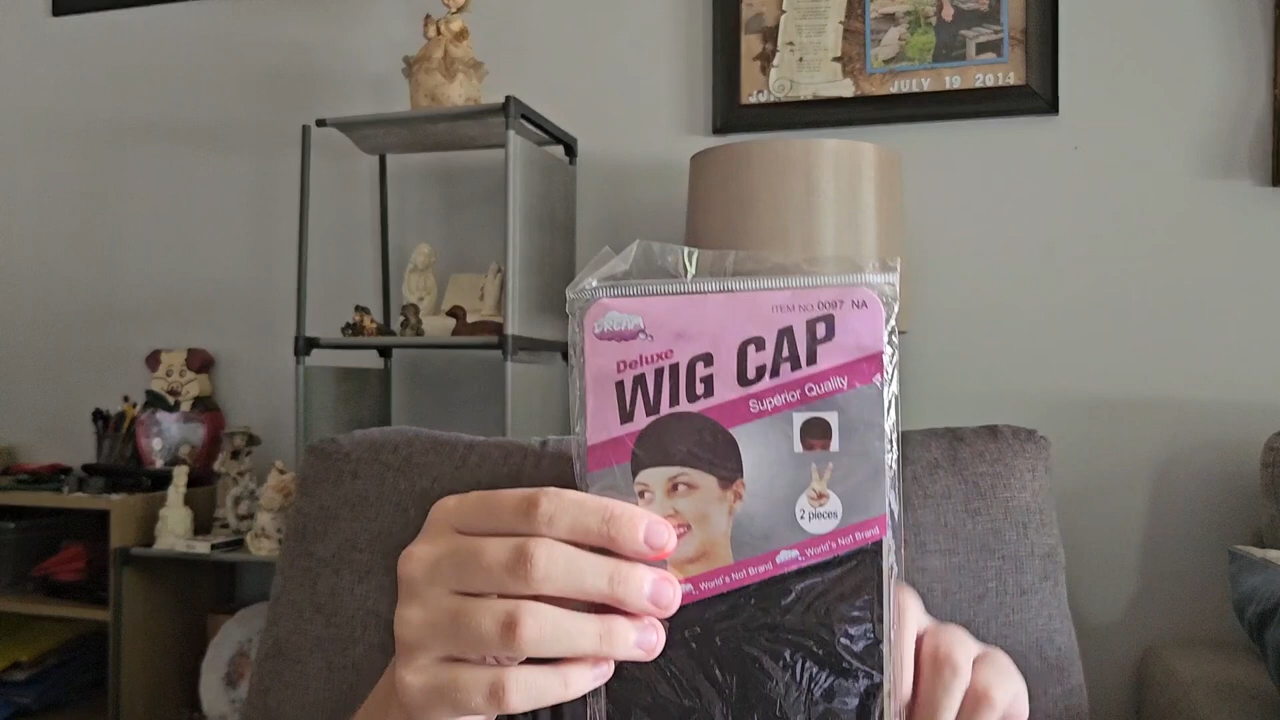 JULY 19 2014
DREAM
ITEM NO. 0097 NA
Deluxe
WIG CAP
Superior Quality
2 pieces
World's Not Brand
World's Not Brand